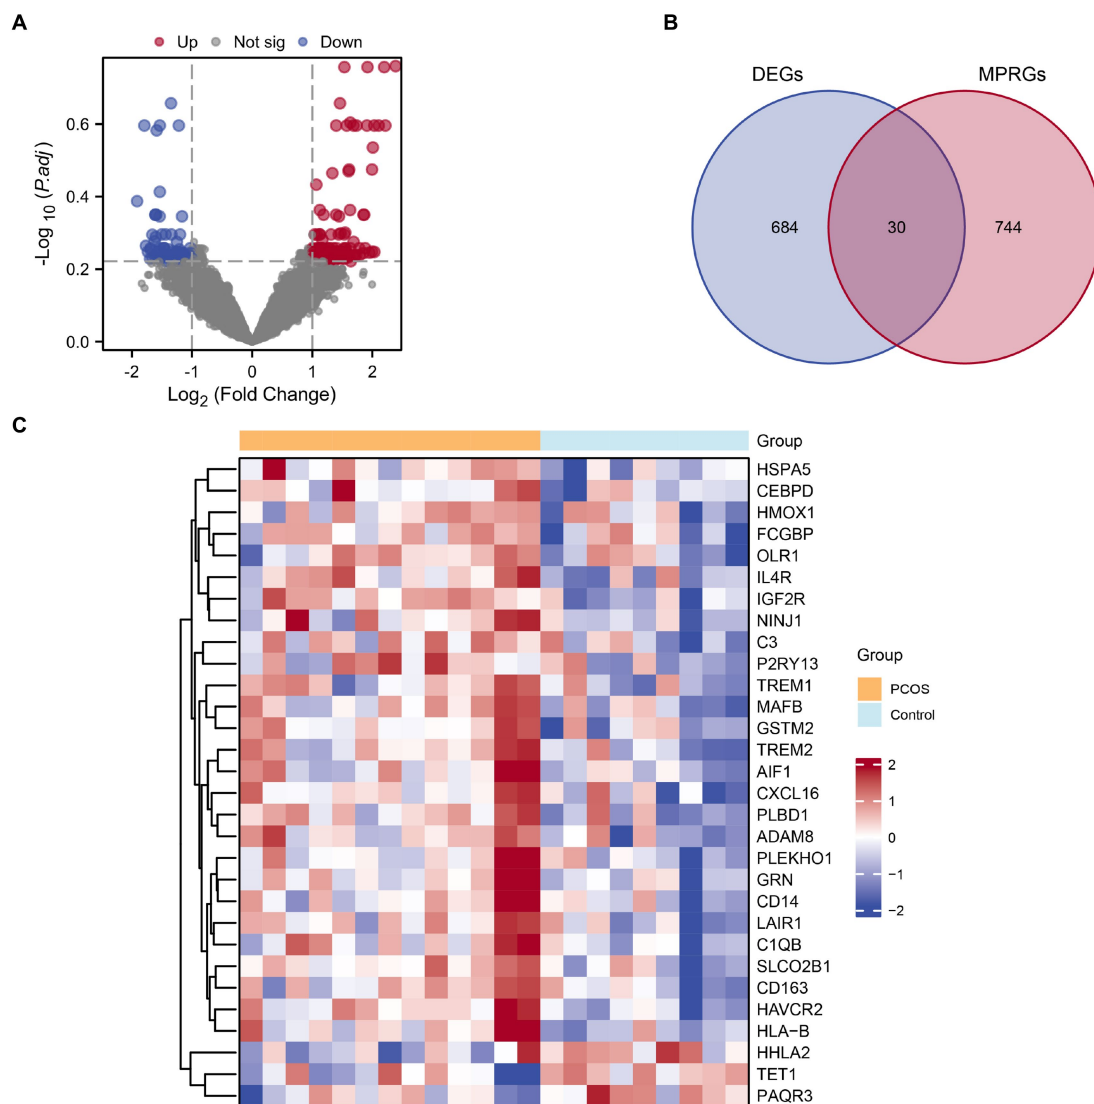 A
Up Not sig Down
-Log 10 (P.adj)
0.6
0.4
0.2
0.0
-2 -1 0 1 2
Log2 (Fold Change)
B
DEGs MPRGs
684 30 744
C
Group
HSPA5
CEBPD
HMOX1
FCGBP
OLR1
IL4R
IGF2R
NINJ1
C3
P2RY13
TREM1
MAFB
GSTM2
TREM2
AIF1
CXCL16
PLBD1
ADAM8
PLEKHO1
GRN
CD14
LAIR1
C1QB
SLCO2B1
CD163
HAVCR2
HLA−B
HHLA2
TET1
PAQR3
Group
PCOS
Control
2
1
0
−1
−2